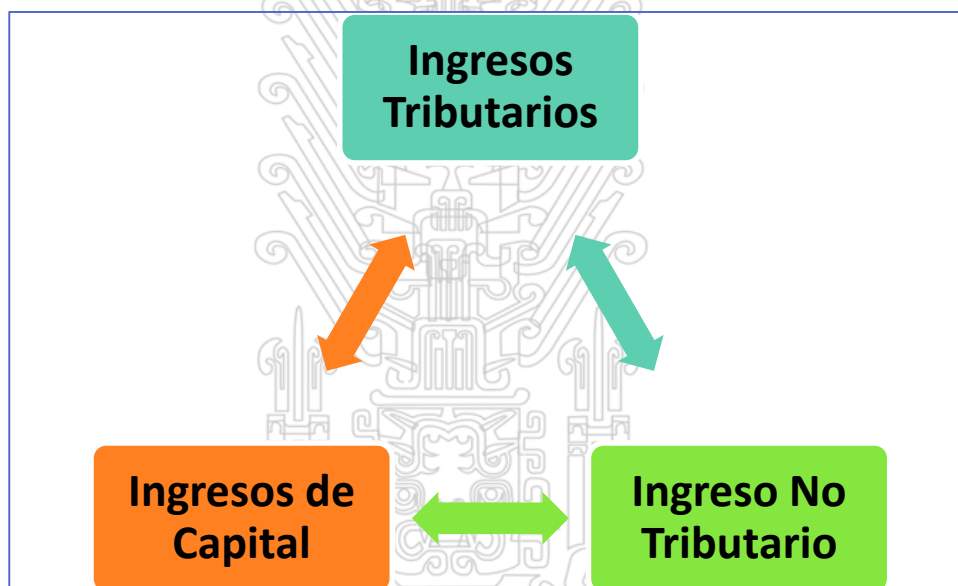 Ingresos
Tributarios
Ingresos de
Capital
Ingreso No
Tributario